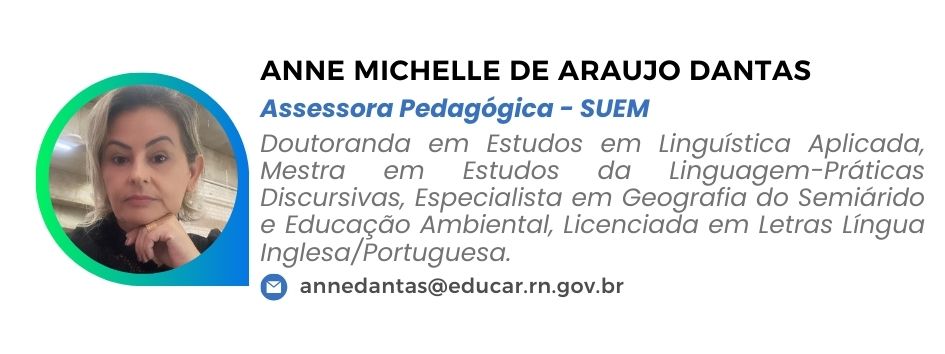 ANNE MICHELLE DE ARAUJO DANTAS
Assessora Pedagógica - SUEM
Doutoranda em Estudos em Linguística Aplicada,
Mestra em Estudos da Linguagem-Práticas
Discursivas, Especialista em Geografia do Semiárido
e Educação Ambiental, Licenciada em Letras Língua
Inglesa/Portuguesa.
annedantas@educar.rn.gov.br